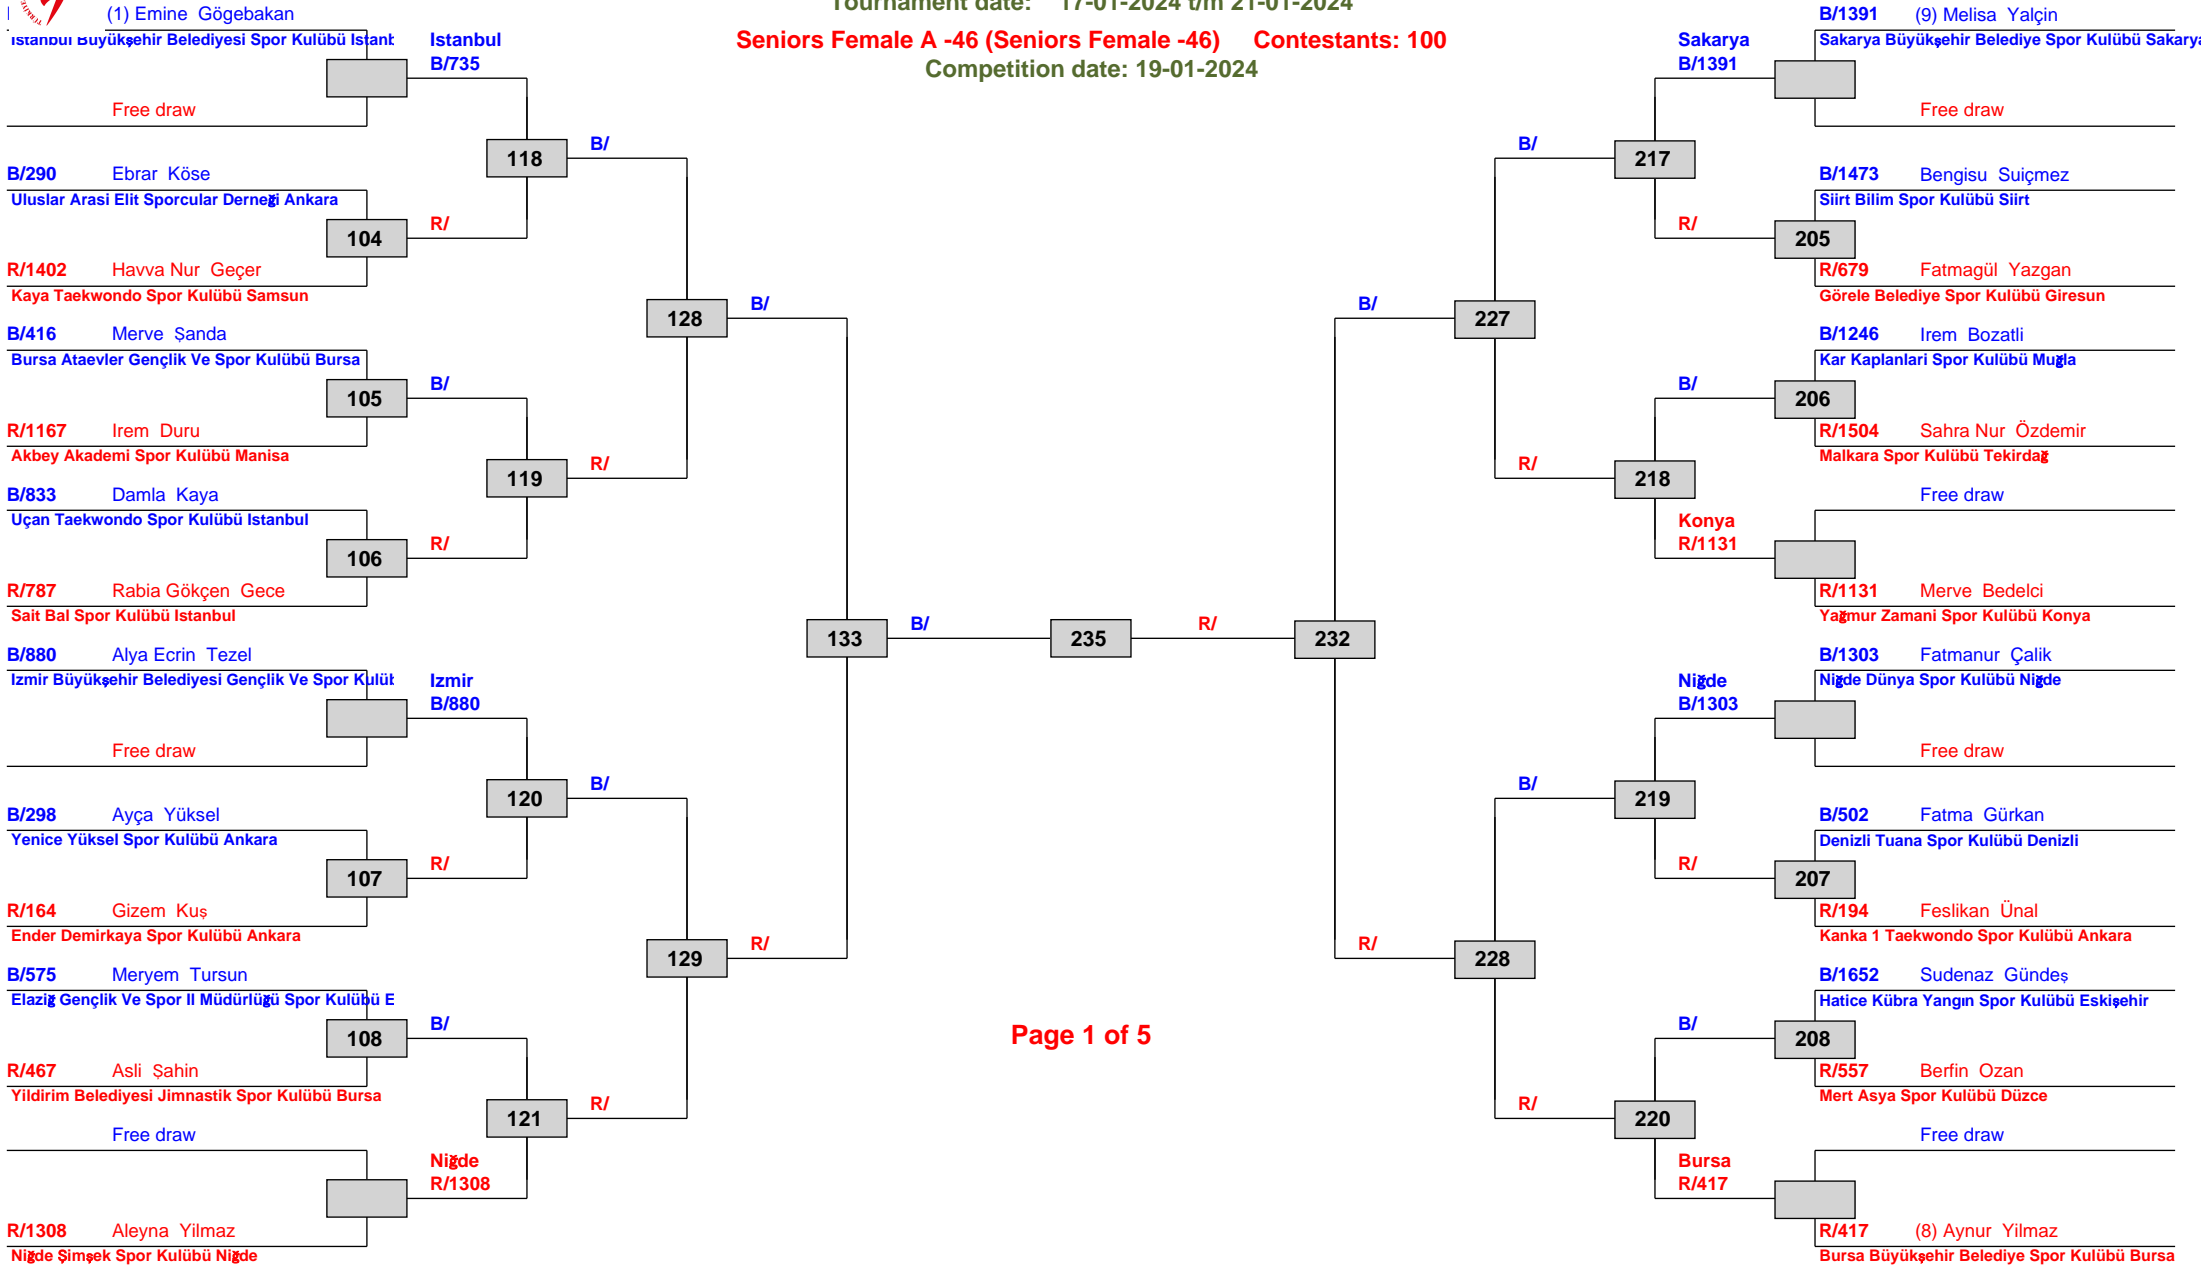 Tournament date: 17-01-2024 t/m 21-01-2024
Seniors Female A -46 (Seniors Female -46) Contestants: 100
Competition date: 19-01-2024
(1) Emine Gögebakan
Istanbul Büyükşehir Belediyesi Spor Kulübü Istanb
Free draw
Istanbul
B/735
B/290 Ebrar Köse
Uluslar Arasi Elit Sporcular Derneği Ankara
104
R/1402 Havva Nur Geçer
Kaya Taekwondo Spor Kulübü Samsun
R/
118
B/
B/416 Merve Şanda
Bursa Ataevler Gençlik Ve Spor Kulübü Bursa
105
R/1167 Irem Duru
Akbey Akademi Spor Kulübü Manisa
B/
B/833 Damla Kaya
Uçan Taekwondo Spor Kulübü Istanbul
106
R/787 Rabia Gökçen Gece
Sait Bal Spor Kulübü Istanbul
R/
119
R/
128
B/
B/880 Alya Ecrin Tezel
Izmir Büyükşehir Belediyesi Gençlik Ve Spor Kulüb
Free draw
Izmir
B/880
B/298 Ayça Yüksel
Yenice Yüksel Spor Kulübü Ankara
107
R/164 Gizem Kuş
Ender Demirkaya Spor Kulübü Ankara
R/
120
B/
B/575 Meryem Tursun
Elaziğ Gençlik Ve Spor Il Müdürlüğü Spor Kulübü E
108
R/467 Asli Şahin
Yildirim Belediyesi Jimnastik Spor Kulübü Bursa
B/
Free draw
R/1308 Aleyna Yilmaz
Niğde Şimşek Spor Kulübü Niğde
Niğde
R/1308
121
R/
129
R/
133
B/
235
R/
232
Page 1 of 5
B/1391 (9) Melisa Yalçin
Sakarya Büyükşehir Belediye Spor Kulübü Sakarya
Free draw
Sakarya
B/1391
B/1473 Bengisu Suiçmez
Siirt Bilim Spor Kulübü Siirt
205
R/679 Fatmagül Yazgan
Görele Belediye Spor Kulübü Giresun
R/
217
B/
B/1246 Irem Bozatli
Kar Kaplanlari Spor Kulübü Muğla
206
R/1504 Sahra Nur Özdemir
Malkara Spor Kulübü Tekirdağ
B/
Free draw
R/1131 Merve Bedelci
Yağmur Zamani Spor Kulübü Konya
Konya
R/1131
218
R/
227
B/
B/1303 Fatmanur Çalik
Niğde Dünya Spor Kulübü Niğde
Free draw
Niğde
B/1303
B/502 Fatma Gürkan
Denizli Tuana Spor Kulübü Denizli
207
R/194 Feslikan Ünal
Kanka 1 Taekwondo Spor Kulübü Ankara
R/
219
B/
B/1652 Sudenaz Gündeş
Hatice Kübra Yangın Spor Kulübü Eskişehir
208
R/557 Berfin Ozan
Mert Asya Spor Kulübü Düzce
B/
Free draw
R/417 (8) Aynur Yilmaz
Bursa Büyükşehir Belediye Spor Kulübü Bursa
Bursa
R/417
220
R/
228
R/